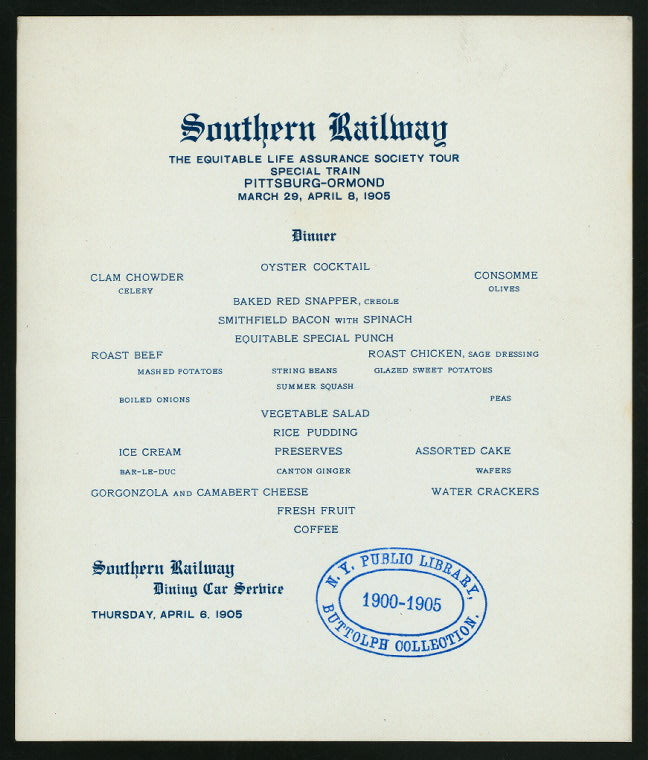 Southern Railway
THE EQUITABLE LIFE ASSURANCE SOCIETY TOUR
SPECIAL TRAIN
PITTSBURG-ORMOND
MARCH 29, APRIL 8, 1905
Dinner
OYSTER COCKTAIL
CLAM CHOWDER CONSOMME
CELERY OLIVES
BAKED RED SNAPPER, CREOLE
SMITHFIELD BACON WITH SPINACH
EQUITABLE SPECIAL PUNCH
ROAST BEEF ROAST CHICKEN, SAGE DRESSING
MASHED POTATOES STRING BEANS GLAZED SWEET POTATOES
SUMMER SQUASH
BOILED ONIONS PEAS
VEGETABLE SALAD
RICE PUDDING
ICE CREAM PRESERVES ASSORTED CAKE
BAR-LE-DUC CANTON GINGER WAFERS
GORGONZOLA AND CAMABERT CHEESE WATER CRACKERS
FRESH FRUIT
COFFEE
Southern Railway
Dining Car Service
THURSDAY, APRIL 6, 1905
N. Y. PUBLIC LIBRARY,
1900-1905
BUTTOLPH COLLECTION.